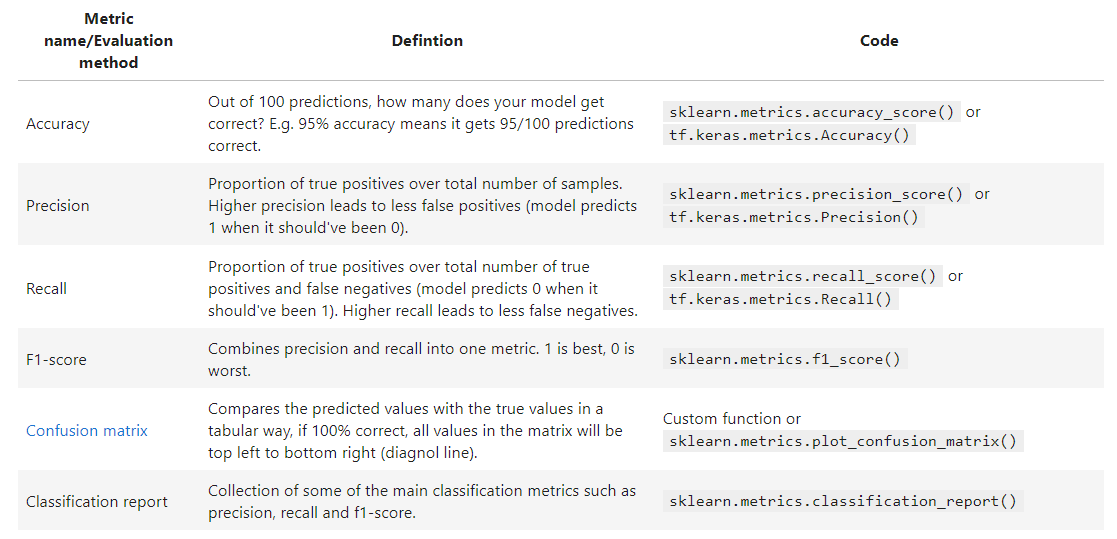 Metric
name/Evaluation
method
Defintion
Code
Accuracy
Out of 100 predictions, how many does your model get
correct? E.g. 95% accuracy means it gets 95/100 predictions
correct.
sklearn.metrics.accuracy_score() or
tf.keras.metrics.Accuracy()
Precision
Proportion of true positives over total number of samples.
Higher precision leads to less false positives (model predicts
1 when it should've been 0).
sklearn.metrics.precision_score() or
tf.keras.metrics.Precision()
Recall
Proportion of true positives over total number of true
positives and false negatives (model predicts 0 when it
should've been 1). Higher recall leads to less false negatives.
sklearn.metrics.recall_score() or
tf.keras.metrics.Recall()
F1-score
Combines precision and recall into one metric. 1 is best, 0 is
worst.
sklearn.metrics.f1_score()
Confusion matrix
Compares the predicted values with the true values in a
tabular way, if 100% correct, all values in the matrix will be
top left to bottom right (diagnol line).
Custom function or
sklearn.metrics.plot_confusion_matrix()
Classification report
Collection of some of the main classification metrics such as
precision, recall and f1-score.
sklearn.metrics.classification_report()